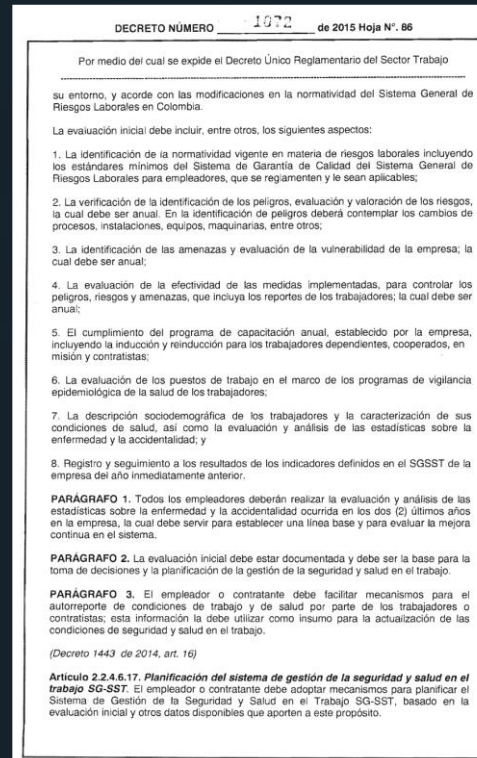 DECRETO NÚMERO 1072 de 2015 Hoja N°. 86
Por medio del cual se expide el Decreto Único Reglamentario del Sector Trabajo
su entorno, y acorde con las modificaciones en la normatividad del Sistema General de
Riesgos Laborales en Colombia.
La evaluación inicial debe incluir, entre otros, los siguientes aspectos:
1. La identificación de la normatividad vigente en materia de riesgos laborales incluyendo
los estándares mínimos del Sistema de Garantía de Calidad del Sistema General de
Riesgos Laborales para empleadores, que se reglamenten y le sean aplicables;
2. La verificación de la identificación de los peligros, evaluación y valoración de los riesgos,
la cual debe ser anual. En la identificación de peligros deberá contemplar los cambios de
procesos, instalaciones, equipos, maquinarias, entre otros;
3. La identificación de las amenazas y evaluación de la vulnerabilidad de la empresa; la
cual debe ser anual;
4. La evaluación de la efectividad de las medidas implementadas, para controlar los
peligros, riesgos y amenazas, que incluya los reportes de los trabajadores; la cual debe ser
anual;
5. El cumplimiento del programa de capacitación anual, establecido por la empresa,
incluyendo la inducción y reinducción para los trabajadores dependientes, cooperados, en
misión y contratistas;
6. La evaluación de los puestos de trabajo en el marco de los programas de vigilancia
epidemiológica de la salud de los trabajadores;
7. La descripción sociodemográfica de los trabajadores y la caracterización de sus
condiciones de salud, así como la evaluación y análisis de las estadísticas sobre la
enfermedad y la accidentalidad; y
8. Registro y seguimiento a los resultados de los indicadores definidos en el SGSST de la
empresa del año inmediatamente anterior.
PARÁGRAFO 1. Todos los empleadores deberán realizar la evaluación y análisis de las
estadísticas sobre la enfermedad y la accidentalidad ocurrida en los dos (2) últimos años
en la empresa, la cual debe servir para establecer una línea base y para evaluar la mejora
continua en el sistema.
PARÁGRAFO 2. La evaluación inicial debe estar documentada y debe ser la base para la
toma de decisiones y la planificación de la gestión de la seguridad y salud en el trabajo.
PARÁGRAFO 3. El empleador o contratante debe facilitar mecanismos para el
autorreporte de condiciones de trabajo y de salud por parte de los trabajadores o
contratistas; esta información la debe utilizar como insumo para la actualización de las
condiciones de seguridad y salud en el trabajo.
(Decreto 1443 de 2014, art. 16)
Artículo 2.2.4.6.17. Planificación del sistema de gestión de la seguridad y salud en el
trabajo SG-SST. El empleador o contratante debe adoptar mecanismos para planificar el
Sistema de Gestión de la Seguridad y Salud en el Trabajo SG-SST, basado en la
evaluación inicial y otros datos disponibles que aporten a este propósito.